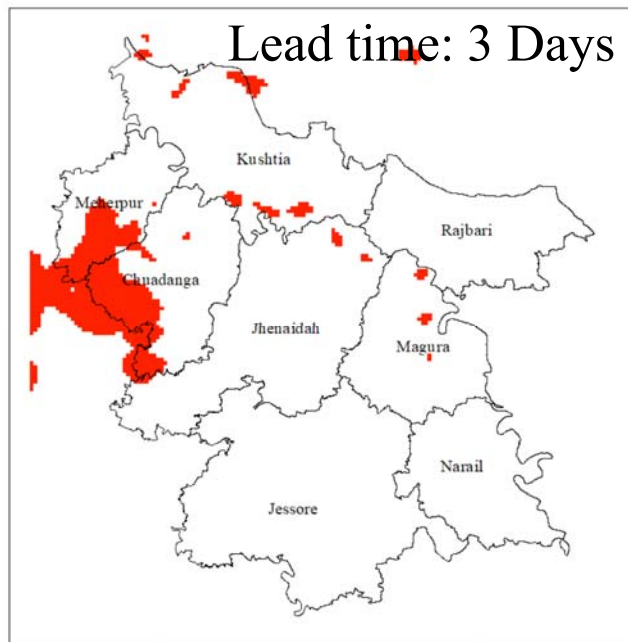 Lead time: 3 Days
Kushtia
Meherpur
Rajbari
Chuadanga
Jhenaidah
Magura
Narail
Jessore